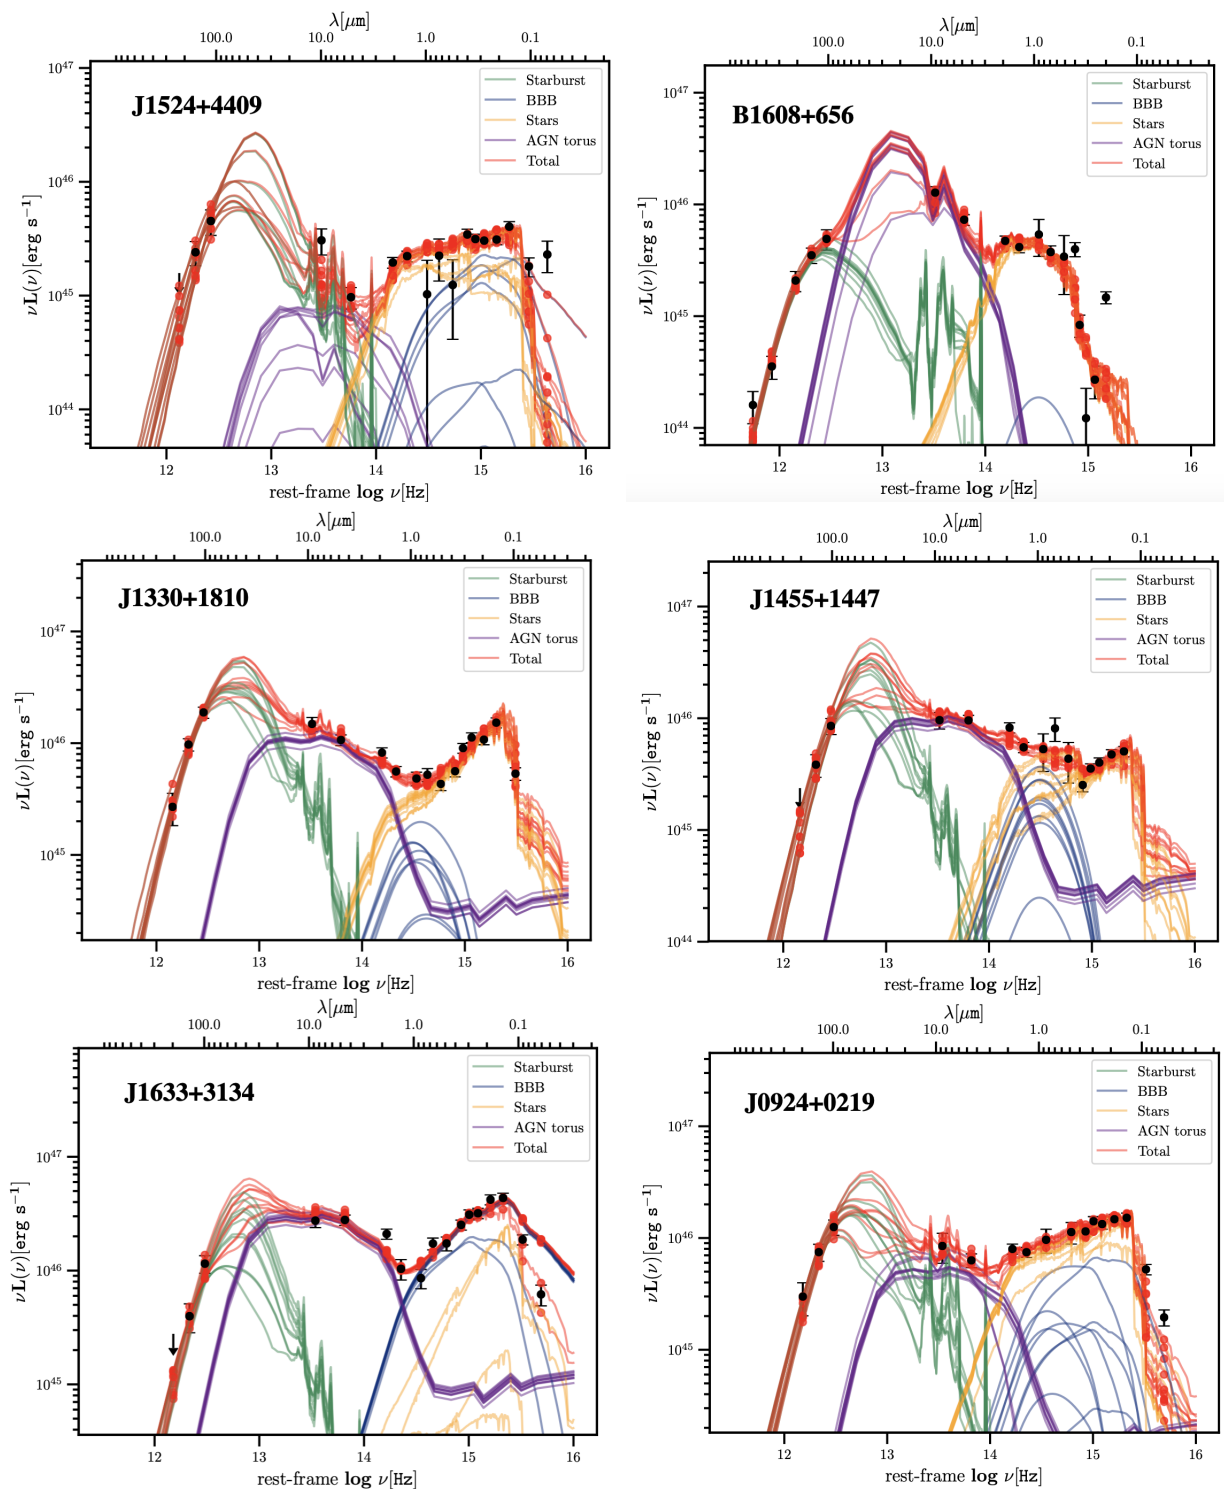 λ[μm]
100.0 10.0 1.0 0.1
10^47
10^46
10^45
10^44
νL(ν)[erg s^−1]
J1524+4409
Starburst
BBB
Stars
AGN torus
Total
12 13 14 15 16
rest-frame log ν[Hz]
λ[μm]
100.0 10.0 1.0 0.1
10^47
10^46
10^45
10^44
νL(ν)[erg s^−1]
B1608+656
Starburst
BBB
Stars
AGN torus
Total
12 13 14 15 16
rest-frame log ν[Hz]
λ[μm]
100.0 10.0 1.0 0.1
10^47
10^46
10^45
νL(ν)[erg s^−1]
J1330+1810
Starburst
BBB
Stars
AGN torus
Total
12 13 14 15 16
rest-frame log ν[Hz]
λ[μm]
100.0 10.0 1.0 0.1
10^47
10^46
10^45
10^44
νL(ν)[erg s^−1]
J1455+1447
Starburst
BBB
Stars
AGN torus
Total
12 13 14 15 16
rest-frame log ν[Hz]
λ[μm]
100.0 10.0 1.0 0.1
10^47
10^46
10^45
νL(ν)[erg s^−1]
J1633+3134
Starburst
BBB
Stars
AGN torus
Total
12 13 14 15 16
rest-frame log ν[Hz]
λ[μm]
100.0 10.0 1.0 0.1
10^47
10^46
10^45
νL(ν)[erg s^−1]
J0924+0219
Starburst
BBB
Stars
AGN torus
Total
12 13 14 15 16
rest-frame log ν[Hz]